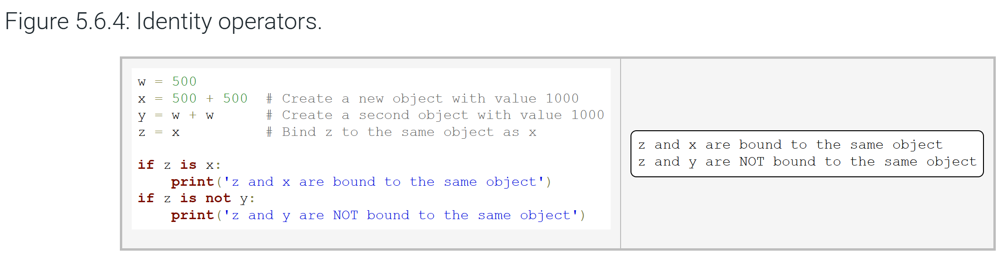 Figure 5.6.4: Identity operators.
w = 500
x = 500 + 500  # Create a new object with value 1000
y = w + w      # Create a second object with value 1000
z = x          # Bind z to the same object as x
if z is x:
    print('z and x are bound to the same object')
if z is not y:
    print('z and y are NOT bound to the same object')
z and x are bound to the same object
z and y are NOT bound to the same object